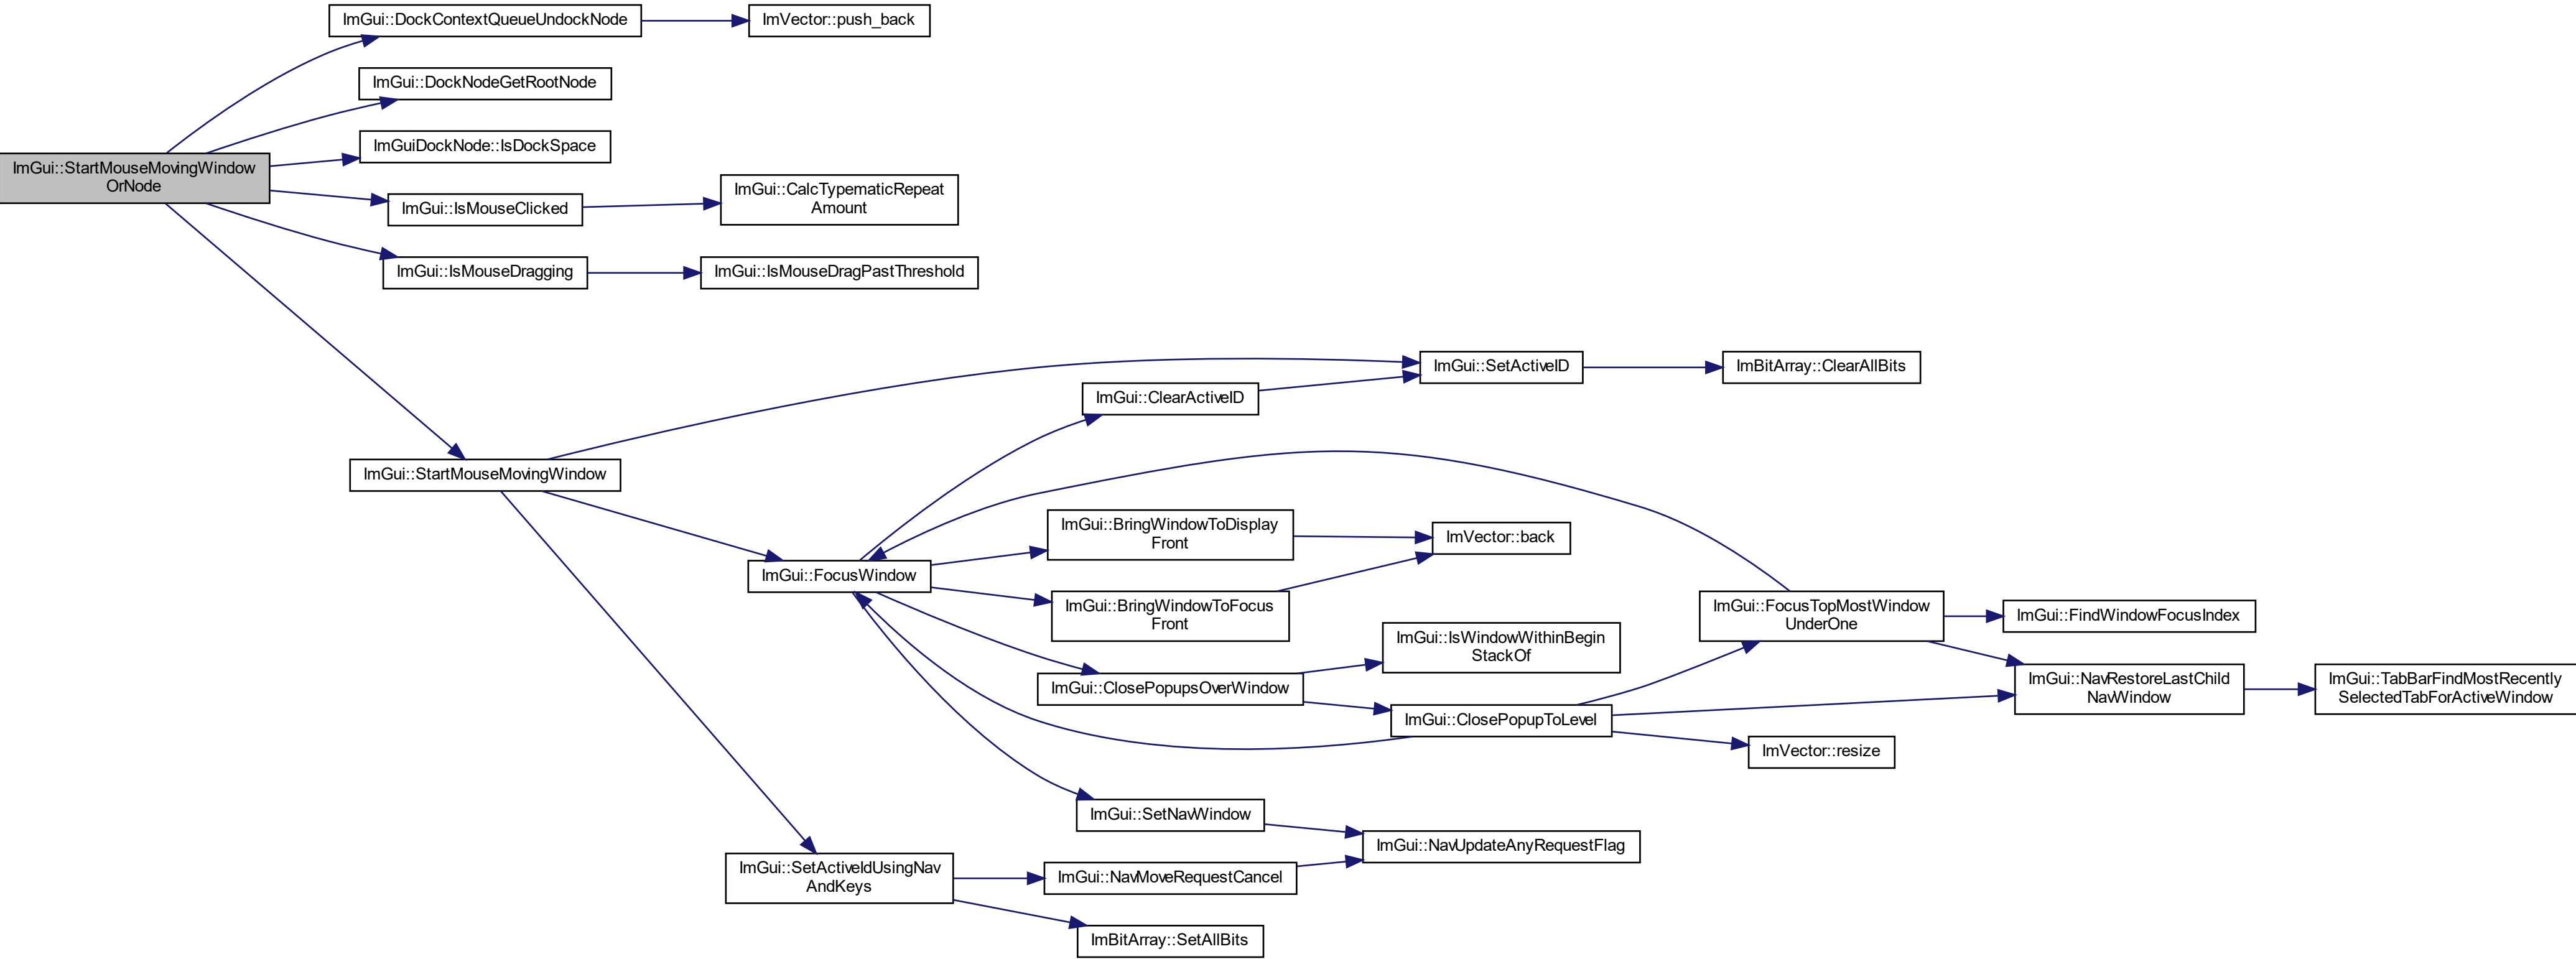 ImGui::DockContextQueueUndockNode
ImVector::push_back
ImGui::DockNodeGetRootNode
ImGuiDockNode::IsDockSpace
ImGui::StartMouseMovingWindow
OrNode
ImGui::IsMouseClicked
ImGui::CalcTypematicRepeat
Amount
ImGui::IsMouseDragging
ImGui::IsMouseDragPastThreshold
ImGui::SetActiveID
ImBitArray::ClearAllBits
ImGui::ClearActiveID
ImGui::StartMouseMovingWindow
ImGui::BringWindowToDisplay
Front
ImVector::back
ImGui::FocusWindow
ImGui::BringWindowToFocus
Front
ImGui::FocusTopMostWindow
UnderOne
ImGui::FindWindowFocusIndex
ImGui::IsWindowWithinBegin
StackOf
ImGui::ClosePopupsOverWindow
ImGui::NavRestoreLastChild
NavWindow
ImGui::TabBarFindMostRecently
SelectedTabForActiveWindow
ImGui::ClosePopupToLevel
ImVector::resize
ImGui::SetNavWindow
ImGui::NavUpdateAnyRequestFlag
ImGui::SetActiveIdUsingNav
AndKeys
ImGui::NavMoveRequestCancel
ImBitArray::SetAllBits